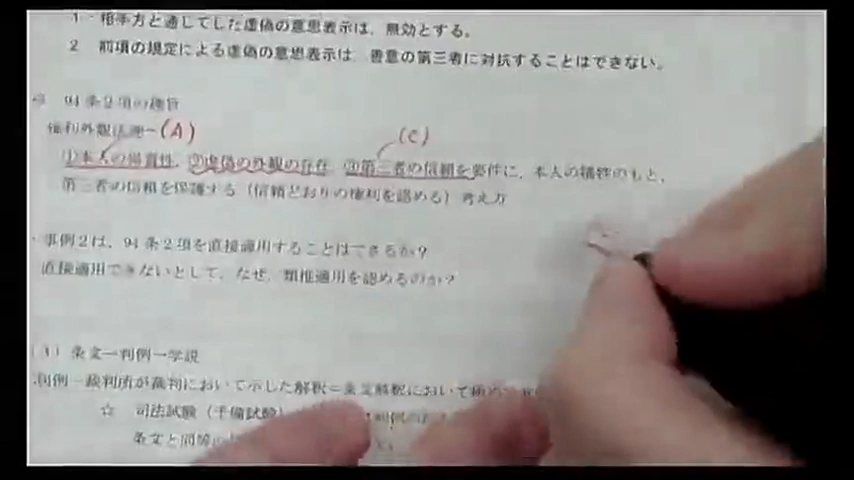 1 相手方と通じてした虚偽の意思表示は、無効とする。
2 前項の規定による虚偽の意思表示は、善意の第三者に対抗することはできない。
94条2項の趣旨
権利外観法理ー(A)
(C)
①本人の帰責性、②虚偽の外観の存在、③第三者の信頼を要件に、本人の犠牲のもと、
第三者の信頼を保護する（信頼どおりの権利を認める）考え方
・事例2は、94条2項を直接適用することはできるか？
直接適用できないとして、なぜ、類推適用を認めるのか？
条文ー判例ー学説
判例ー裁判所が裁判において示した解釈＝条文解釈において極めて
☆ 司法試験（予備試験）
条文と同等の